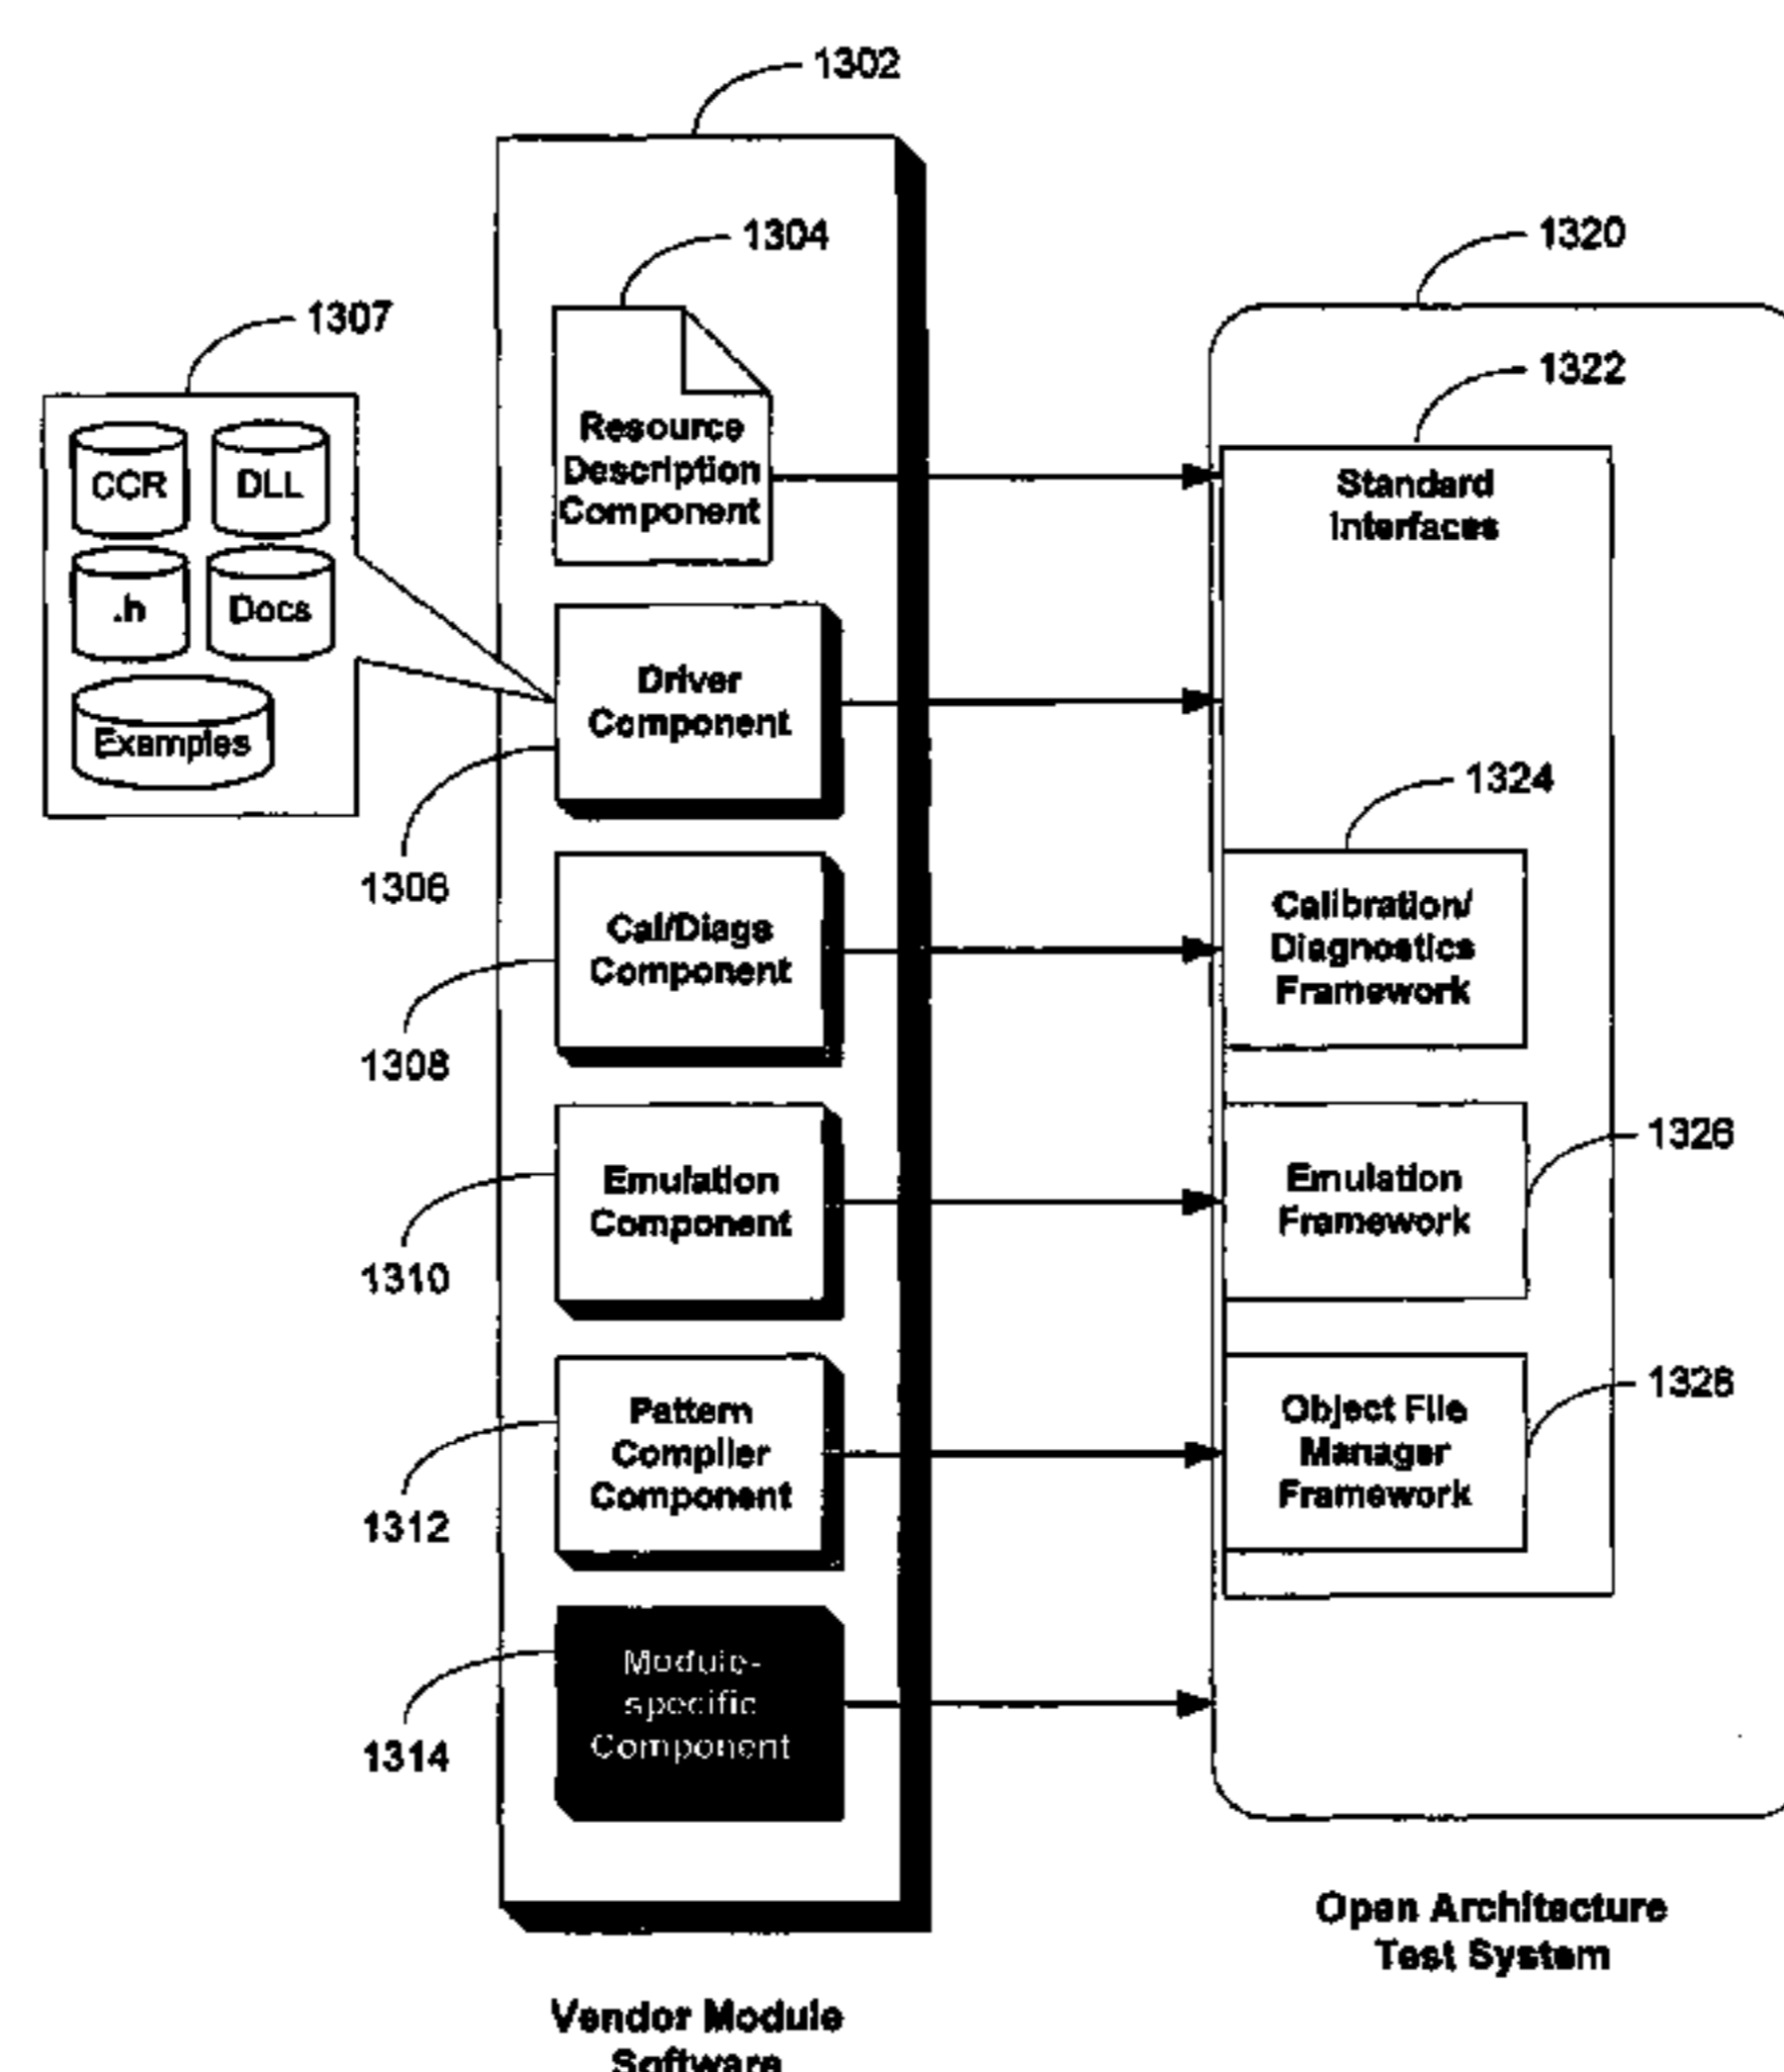 1302
1304
1320
1307
1322
CCR
DLL
.h
Docs
Examples
Resource
Description
Component
Standard
Interfaces
Driver
Component
1306
1324
Cal/Diags
Component
1308
Calibration/
Diagnostics
Framework
Emulation
Component
1310
Emulation
Framework
1326
Pattern
Compiler
Component
1312
Object File
Manager
Framework
1328
Module-
specific
Component
1314
Open Architecture
Test System
Vendor Module
Software